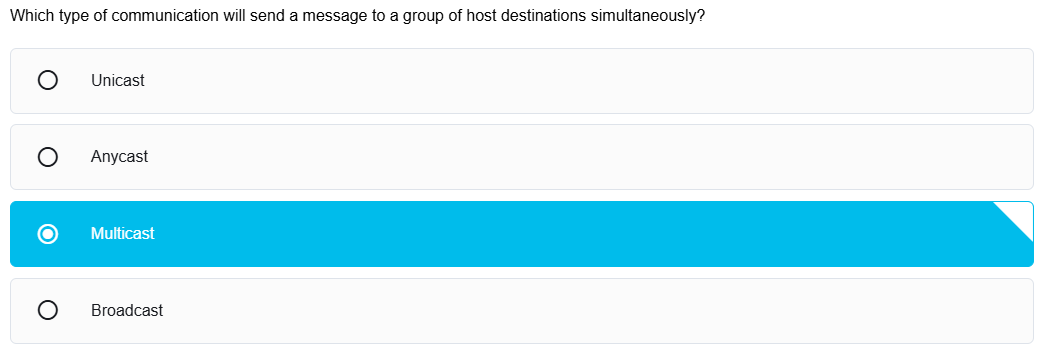 Which type of communication will send a message to a group of host destinations simultaneously?
Unicast
Anycast
Multicast
Broadcast